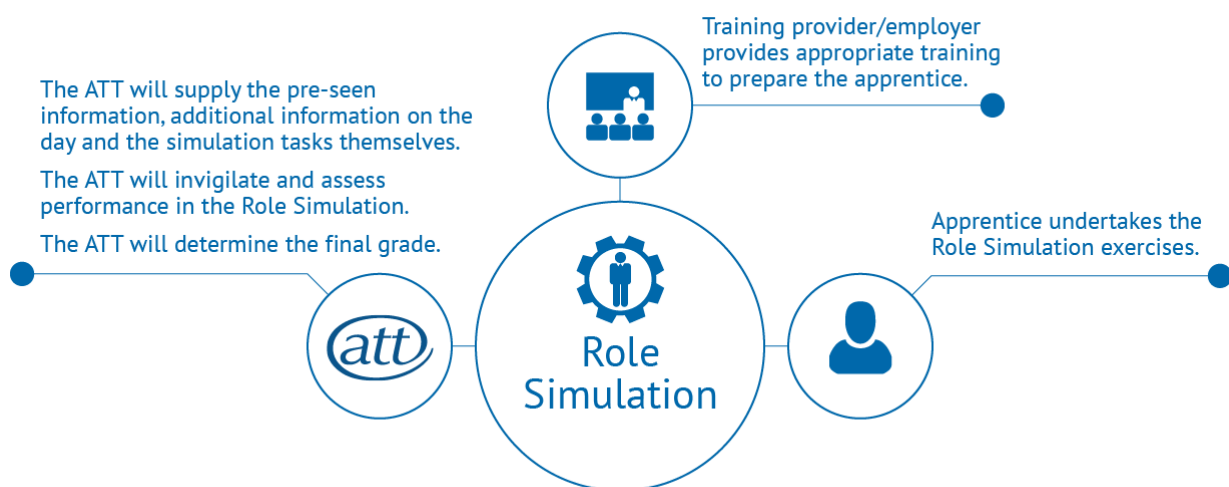 Training provider/employer
provides appropriate training
to prepare the apprentice.
The ATT will supply the pre-seen
information, additional information on the
day and the simulation tasks themselves.
The ATT will invigilate and assess
performance in the Role Simulation.
The ATT will determine the final grade.
Apprentice undertakes the
Role Simulation exercises.
att
Role
Simulation